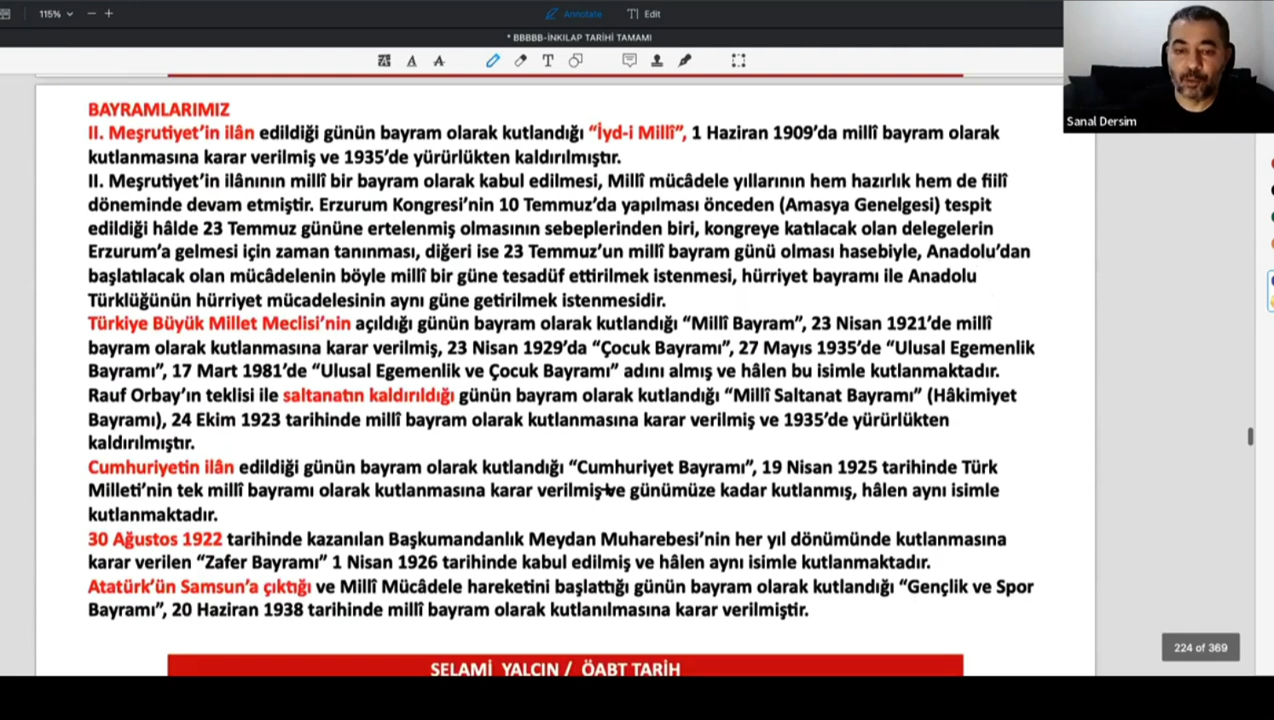 115%
Annotate
Edit
* BBBBB-İNKILAP TARİHİ TAMAMI
Sanal Dersim
BAYRAMLARIMIZ
II. Meşrutiyet’in ilân edildiği günün bayram olarak kutlandığı “İyd-i Millî”, 1 Haziran 1909’da millî bayram olarak
kutlanmasına karar verilmiş ve 1935’de yürürlükten kaldırılmıştır.
II. Meşrutiyet’in ilânının millî bir bayram olarak kabul edilmesi, Millî mücâdele yıllarının hem hazırlık hem de fiilî
döneminde devam etmiştir. Erzurum Kongresi’nin 10 Temmuz’da yapılması önceden (Amasya Genelgesi) tespit
edildiği hâlde 23 Temmuz gününe ertelenmiş olmasının sebeplerinden biri, kongreye katılacak olan delegelerin
Erzurum’a gelmesi için zaman tanınması, diğeri ise 23 Temmuz’un millî bayram günü olması hasebiyle, Anadolu’dan
başlatılacak olan mücâdelenin böyle millî bir güne tesadüf ettirilmek istenmesi, hürriyet bayramı ile Anadolu
Türklüğünün hürriyet mücadelesinin aynı güne getirilmek istenmesidir.
Türkiye Büyük Millet Meclisi’nin açıldığı günün bayram olarak kutlandığı “Millî Bayram”, 23 Nisan 1921’de millî
bayram olarak kutlanmasına karar verilmiş, 23 Nisan 1929’da “Çocuk Bayramı”, 27 Mayıs 1935’de “Ulusal Egemenlik
Bayramı”, 17 Mart 1981’de “Ulusal Egemenlik ve Çocuk Bayramı” adını almış ve hâlen bu isimle kutlanmaktadır.
Rauf Orbay’ın teklisi ile saltanatın kaldırıldığı günün bayram olarak kutlandığı “Millî Saltanat Bayramı” (Hâkimiyet
Bayramı), 24 Ekim 1923 tarihinde millî bayram olarak kutlanmasına karar verilmiş ve 1935’de yürürlükten
kaldırılmıştır.
Cumhuriyetin ilân edildiği günün bayram olarak kutlandığı “Cumhuriyet Bayramı”, 19 Nisan 1925 tarihinde Türk
Milleti’nin tek millî bayramı olarak kutlanmasına karar verilmiş ve günümüze kadar kutlanmış, hâlen aynı isimle
kutlanmaktadır.
30 Ağustos 1922 tarihinde kazanılan Başkumandanlık Meydan Muharebesi’nin her yıl dönümünde kutlanmasına
karar verilen “Zafer Bayramı” 1 Nisan 1926 tarihinde kabul edilmiş ve hâlen aynı isimle kutlanmaktadır.
Atatürk’ün Samsun’a çıktığı ve Millî Mücâdele hareketini başlattığı günün bayram olarak kutlandığı “Gençlik ve Spor
Bayramı”, 20 Haziran 1938 tarihinde millî bayram olarak kutlanılmasına karar verilmiştir.
224 of 369
SELAMİ YALÇIN / ÖABT TARİH